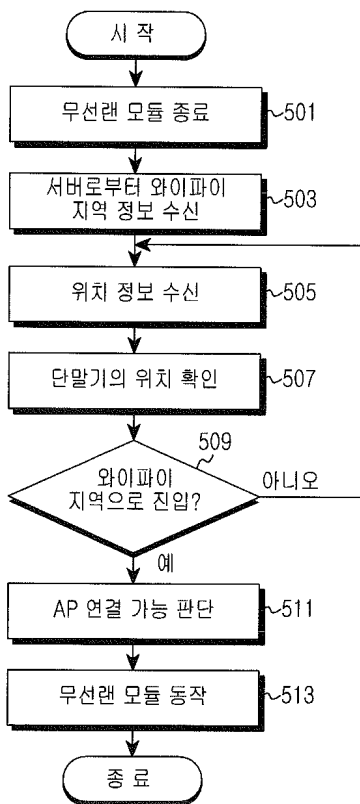 시 작
무선랜 모듈 종료
501
서버로부터 와이파이
지역 정보 수신
503
위치 정보 수신
505
단말기의 위치 확인
507
509
와이파이
지역으로 진입?
아니오
예
AP 연결 가능 판단
511
무선랜 모듈 동작
513
종 료